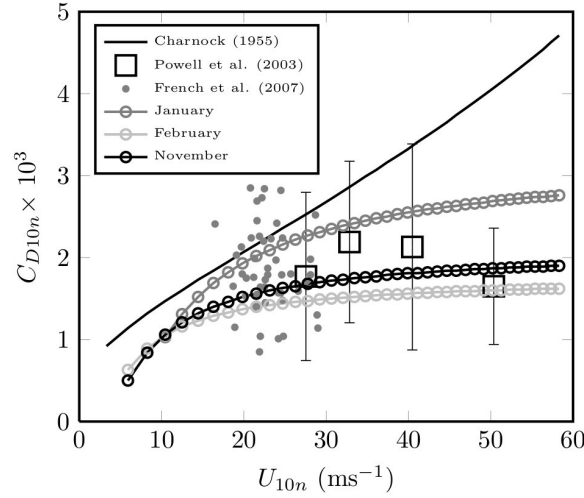 5
Charnock (1955)
Powell et al. (2003)
French et al. (2007)
January
February
November
4
3
2
1
0
C_{D10n} × 10^3
0 10 20 30 40 50 60
U_{10n} (ms^{-1})